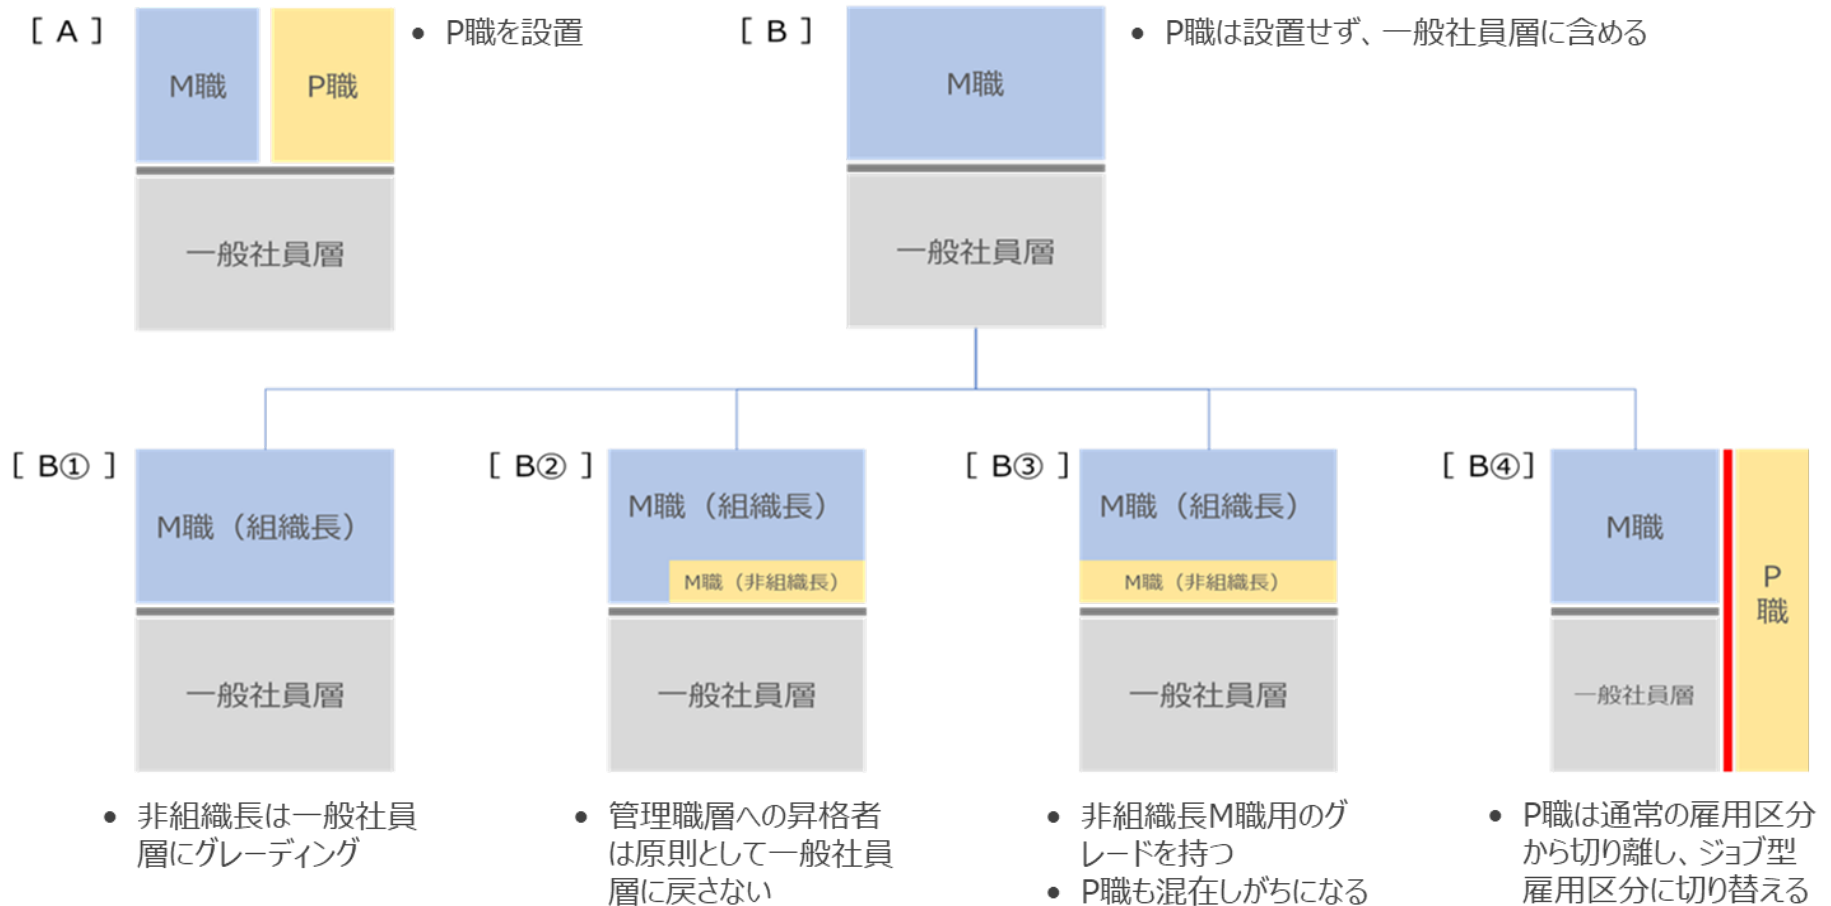 [ A ]
M職
P職
一般社員層
• P職を設置
[ B ]
M職
一般社員層
• P職は設置せず、一般社員層に含める
[ B① ]
M職（組織長）
一般社員層
• 非組織長は一般社員
層にグレーディング
[ B② ]
M職（組織長）
M職（非組織長）
一般社員層
• 管理職層への昇格者
は原則として一般社員
層に戻さない
[ B③ ]
M職（組織長）
M職（非組織長）
一般社員層
• 非組織長M職用のグ
レードを持つ
• P職も混在しがちになる
[ B④]
M職
一般社員層
P
職
• P職は通常の雇用区分
から切り離し、ジョブ型
雇用区分に切り替える